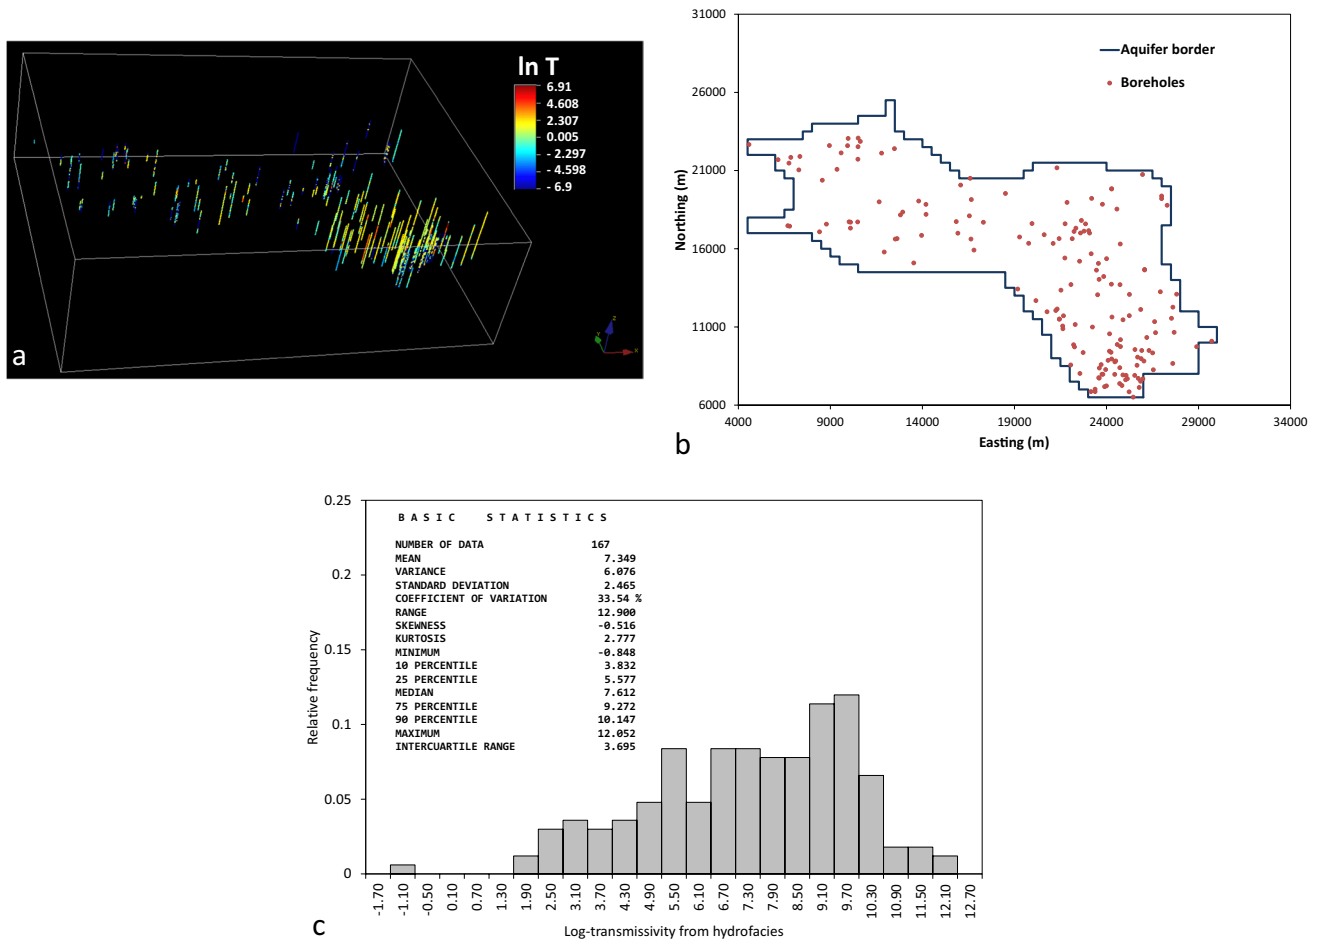 ln T
6.91
4.608
2.307
0.005
- 2.297
- 4.598
- 6.9
a
31000
26000
21000
16000
11000
6000
Northing (m)
Aquifer border
Boreholes
4000 9000 14000 19000 24000 29000 34000
Easting (m)
b
0.25
0.2
0.15
0.1
0.05
0
Relative frequency
BASIC STATISTICS
NUMBER OF DATA 167
MEAN 7.349
VARIANCE 6.076
STANDARD DEVIATION 2.465
COEFFICIENT OF VARIATION 33.54 %
RANGE 12.900
SKEWNESS -0.516
KURTOSIS 2.777
MINIMUM -0.848
10 PERCENTILE 3.832
25 PERCENTILE 5.577
MEDIAN 7.612
75 PERCENTILE 9.272
90 PERCENTILE 10.147
MAXIMUM 12.052
INTERCUARTILE RANGE 3.695
-1.70 -1.10 -0.50 0.10 0.70 1.30 1.90 2.50 3.10 3.70 4.30 4.90 5.50 6.10 6.70 7.30 7.90 8.50 9.10 9.70 10.30 10.90 11.50 12.10 12.70
Log-transmissivity from hydrofacies
c